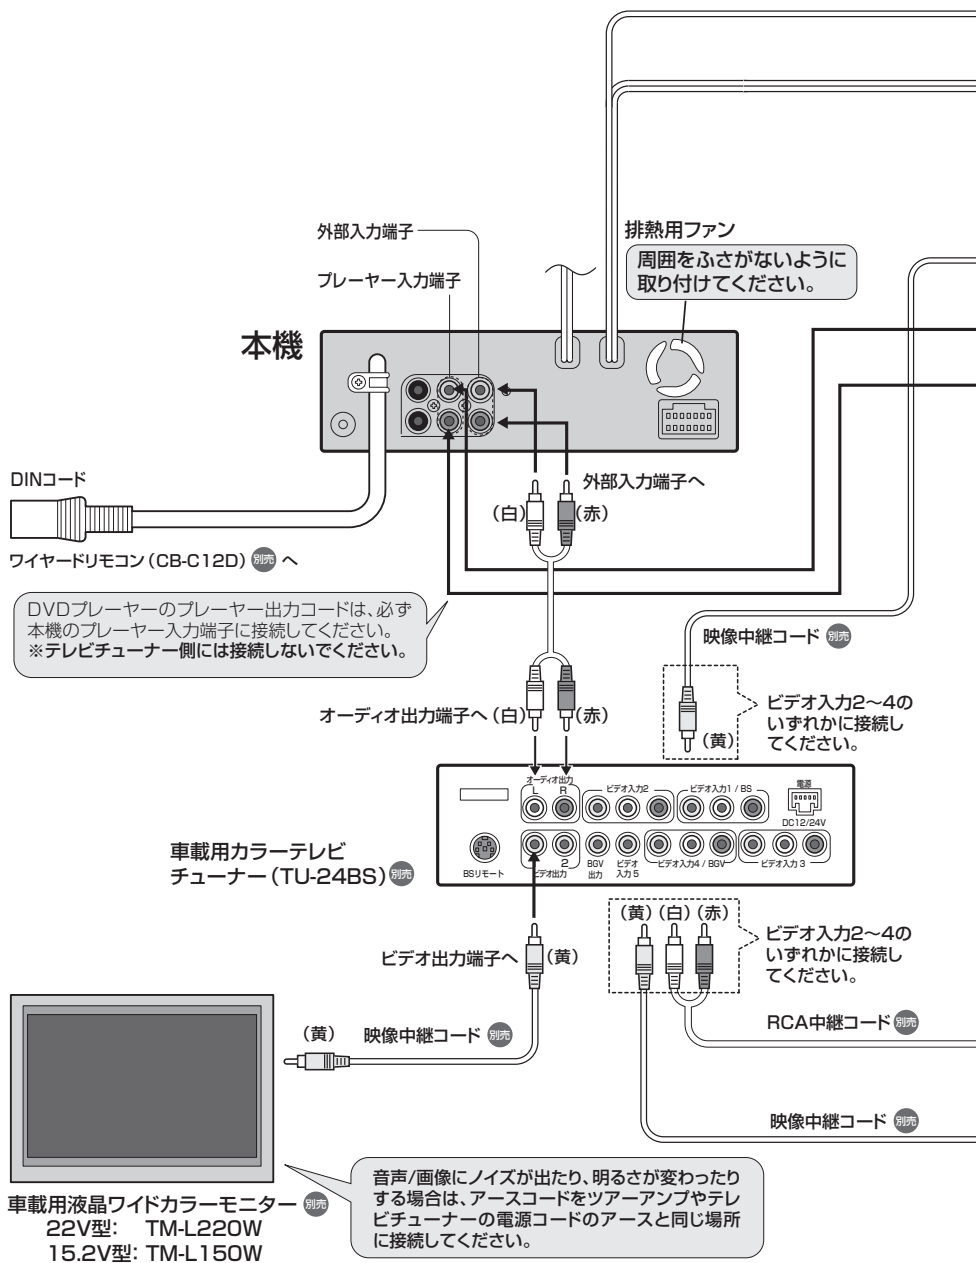 外部入力端子
プレーヤー入力端子
排熱用ファン
周囲をふさがないように
取り付けてください。
本機
DINコード
外部入力端子へ
(白)
(赤)
ワイヤードリモコン(CB-C12D) 別売 へ
DVDプレーヤーのプレーヤー出力コードは、必ず
本機のプレーヤー入力端子に接続してください。
※テレビチューナー側には接続しないでください。
映像中継コード 別売
オーディオ出力端子へ (白)
(赤)
(黄)
ビデオ入力2〜4の
いずれかに接続し
てください。
オーディオ出力
L R
ビデオ入力2
ビデオ入力1 / BS
電源
DC12/24V
車載用カラーテレビ
チューナー(TU-24BS) 別売
BSリモート
2
ビデオ出力
BGV
出力
ビデオ
入力 5
ビデオ入力4 / BGV
ビデオ入力 3
ビデオ出力端子へ
(黄)
(黄) (白) (赤)
ビデオ入力2〜4の
いずれかに接続し
てください。
(黄)
映像中継コード 別売
RCA中継コード 別売
映像中継コード 別売
音声/画像にノイズが出たり、明るさが変わったり
する場合は、アースコードをツアーアンプやテレ
ビチューナーの電源コードのアースと同じ場所
に接続してください。
車載用液晶ワイドカラーモニター 別売
22V型: TM-L220W
15.2V型: TM-L150W